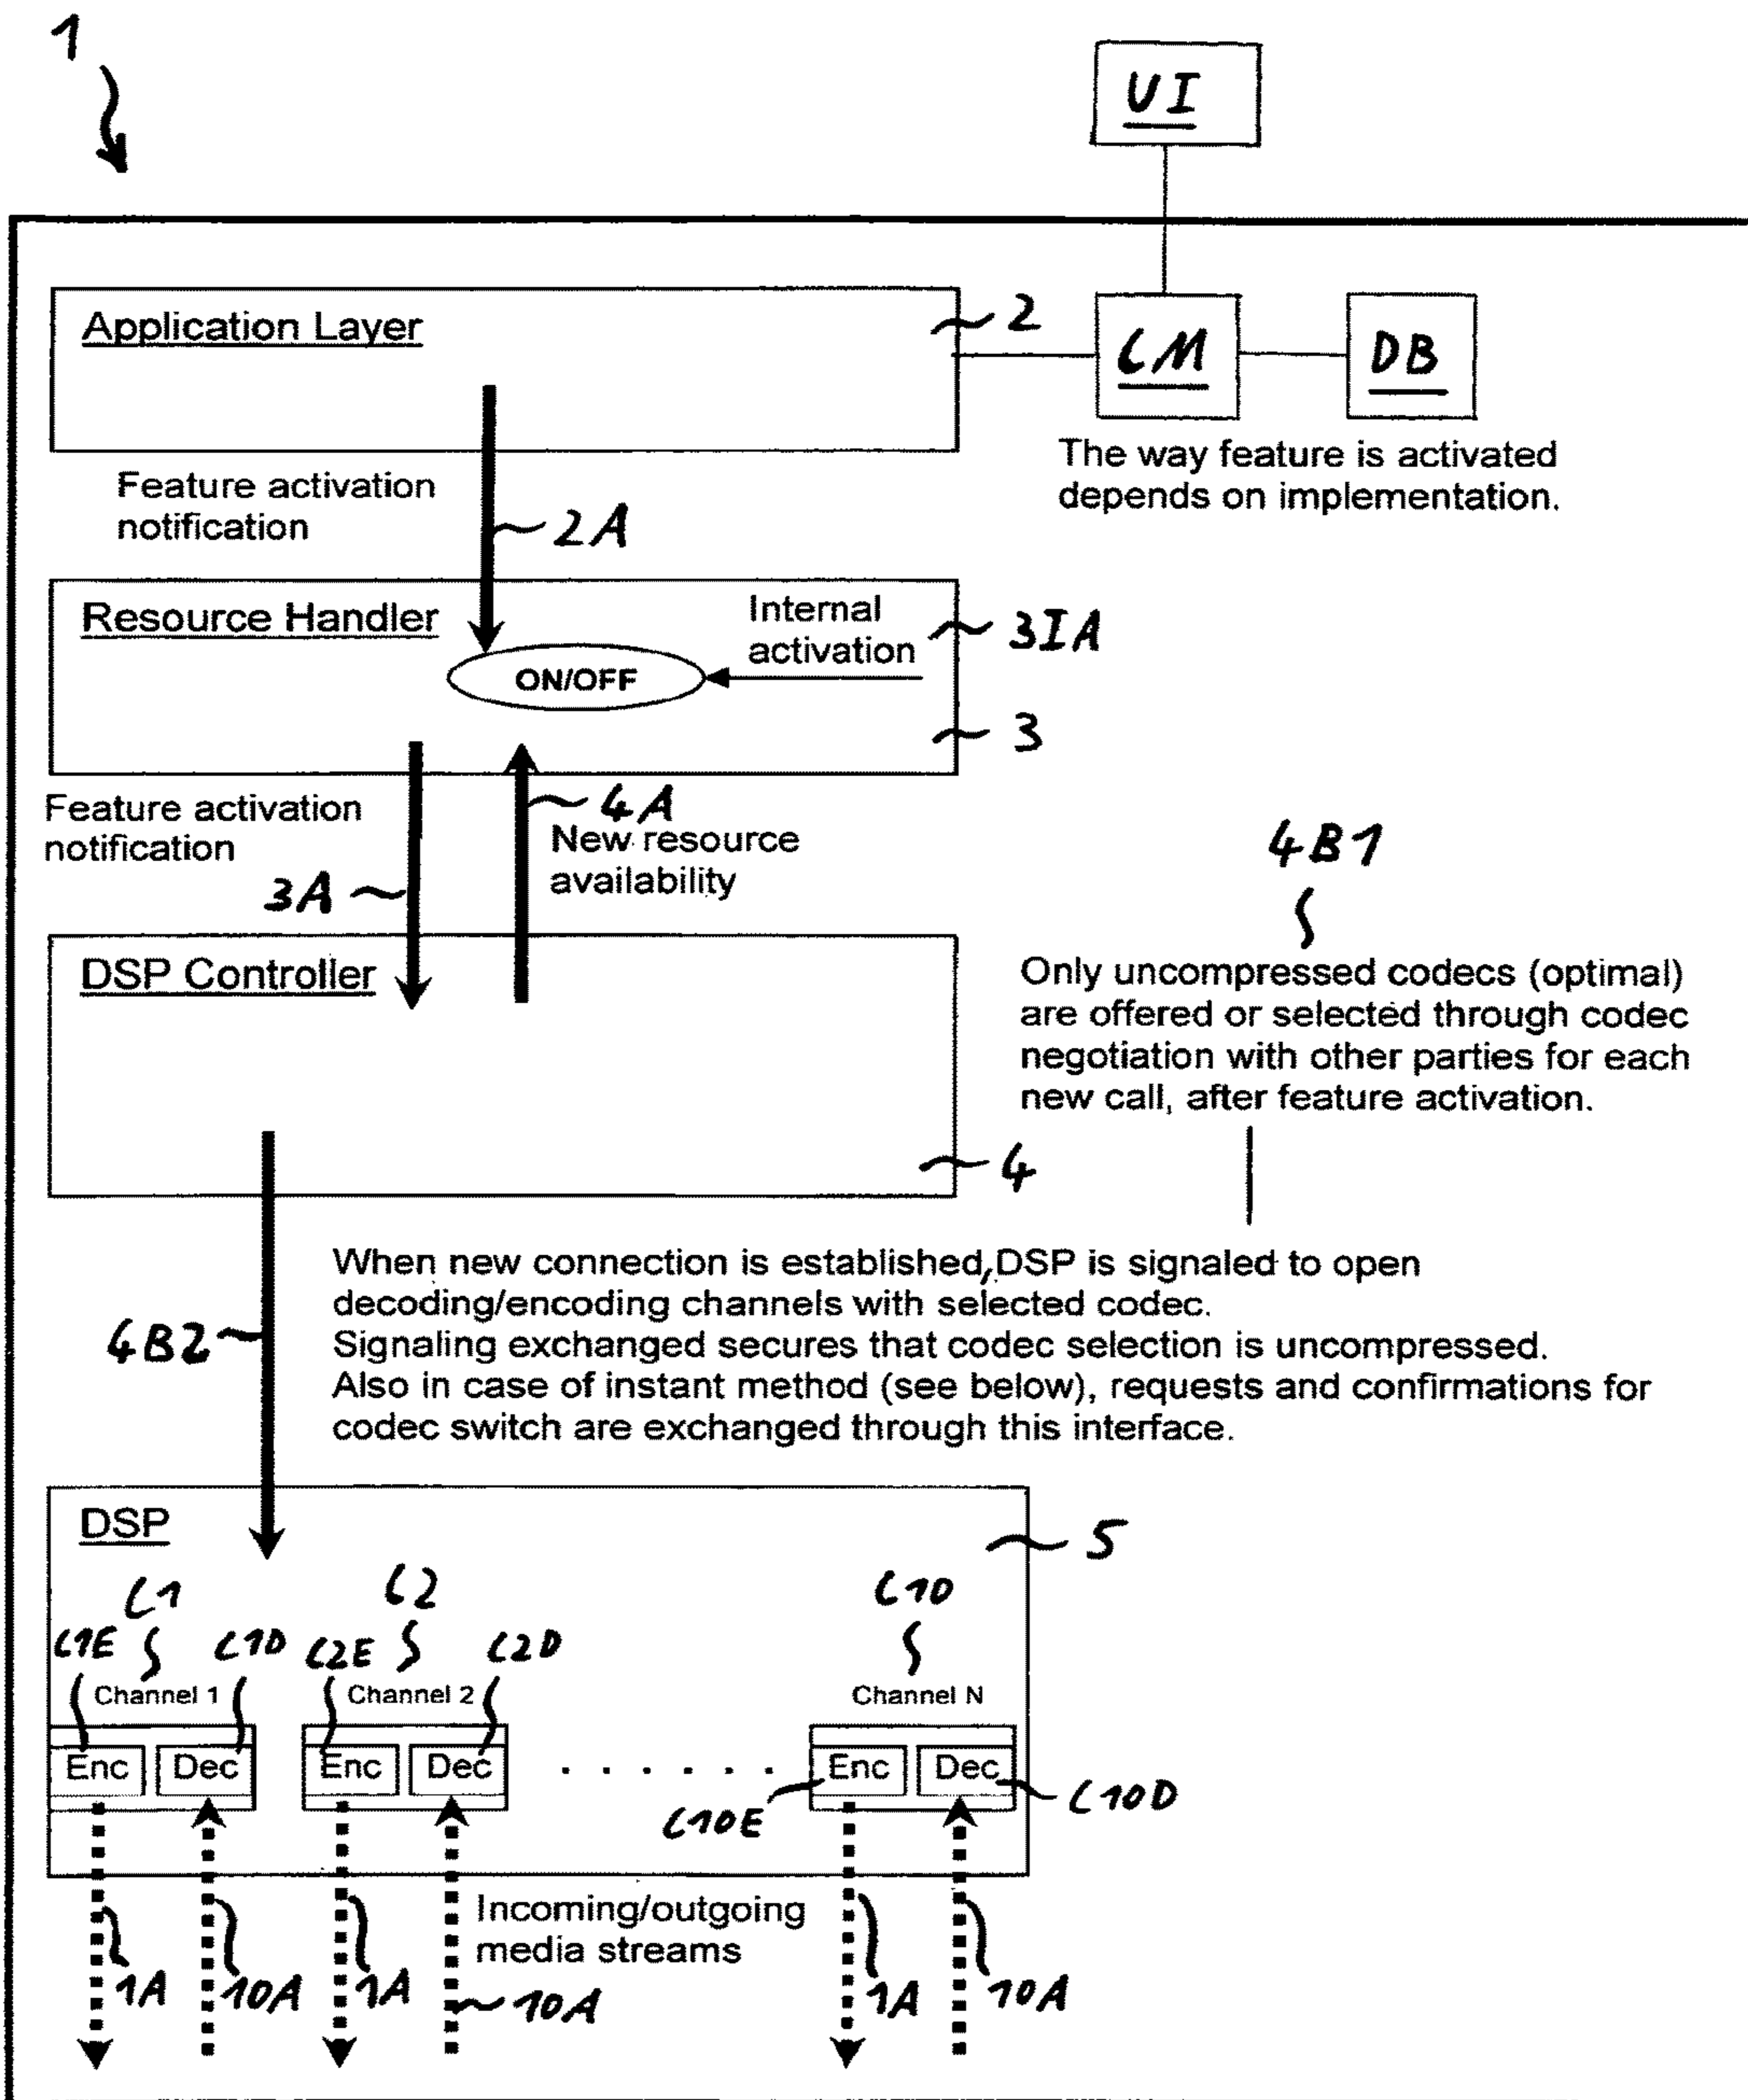 1
UI
Application Layer
2
CM
DB
The way feature is activated
depends on implementation.
Feature activation
notification
2A
Resource Handler
Internal
activation
3IA
ON/OFF
3
Feature activation
notification
4A
New resource
availability
3A
4B1
DSP Controller
Only uncompressed codecs (optimal)
are offered or selected through codec
negotiation with other parties for each
new call, after feature activation.
4
When new connection is established, DSP is signaled to open
decoding/encoding channels with selected codec.
4B2
Signaling exchanged secures that codec selection is uncompressed.
Also in case of instant method (see below), requests and confirmations for
codec switch are exchanged through this interface.
DSP
5
C1
C2
C10
C1E
C1D
C2E
C2D
Channel 1
Channel 2
Channel N
Enc
Dec
Enc
Dec
. . . . . .
Enc
Dec
C10E
C10D
Incoming/outgoing
media streams
1A
10A
1A
10A
1A
10A